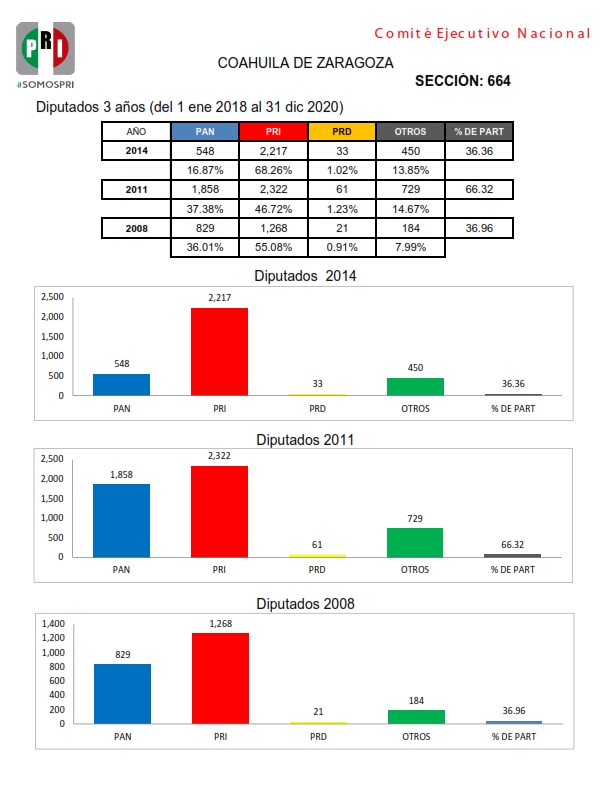 PRI
#SOMOSPRI
Comité Ejecutivo Nacional
COAHUILA DE ZARAGOZA
SECCIÓN: 664
Diputados 3 años (del 1 ene 2018 al 31 dic 2020)
AÑO PAN PRI PRD OTROS % DE PART
2014 548 2,217 33 450 36.36
16.87% 68.26% 1.02% 13.85%
2011 1,858 2,322 61 729 66.32
37.38% 46.72% 1.23% 14.67%
2008 829 1,268 21 184 36.96
36.01% 55.08% 0.91% 7.99%
Diputados 2014
2,500
2,000
1,500
1,000
500
0
548 2,217 33 450 36.36
PAN PRI PRD OTROS % DE PART
Diputados 2011
2,500
2,000
1,500
1,000
500
0
1,858 2,322 61 729 66.32
PAN PRI PRD OTROS % DE PART
Diputados 2008
1,400
1,200
1,000
800
600
400
200
0
829 1,268 21 184 36.96
PAN PRI PRD OTROS % DE PART